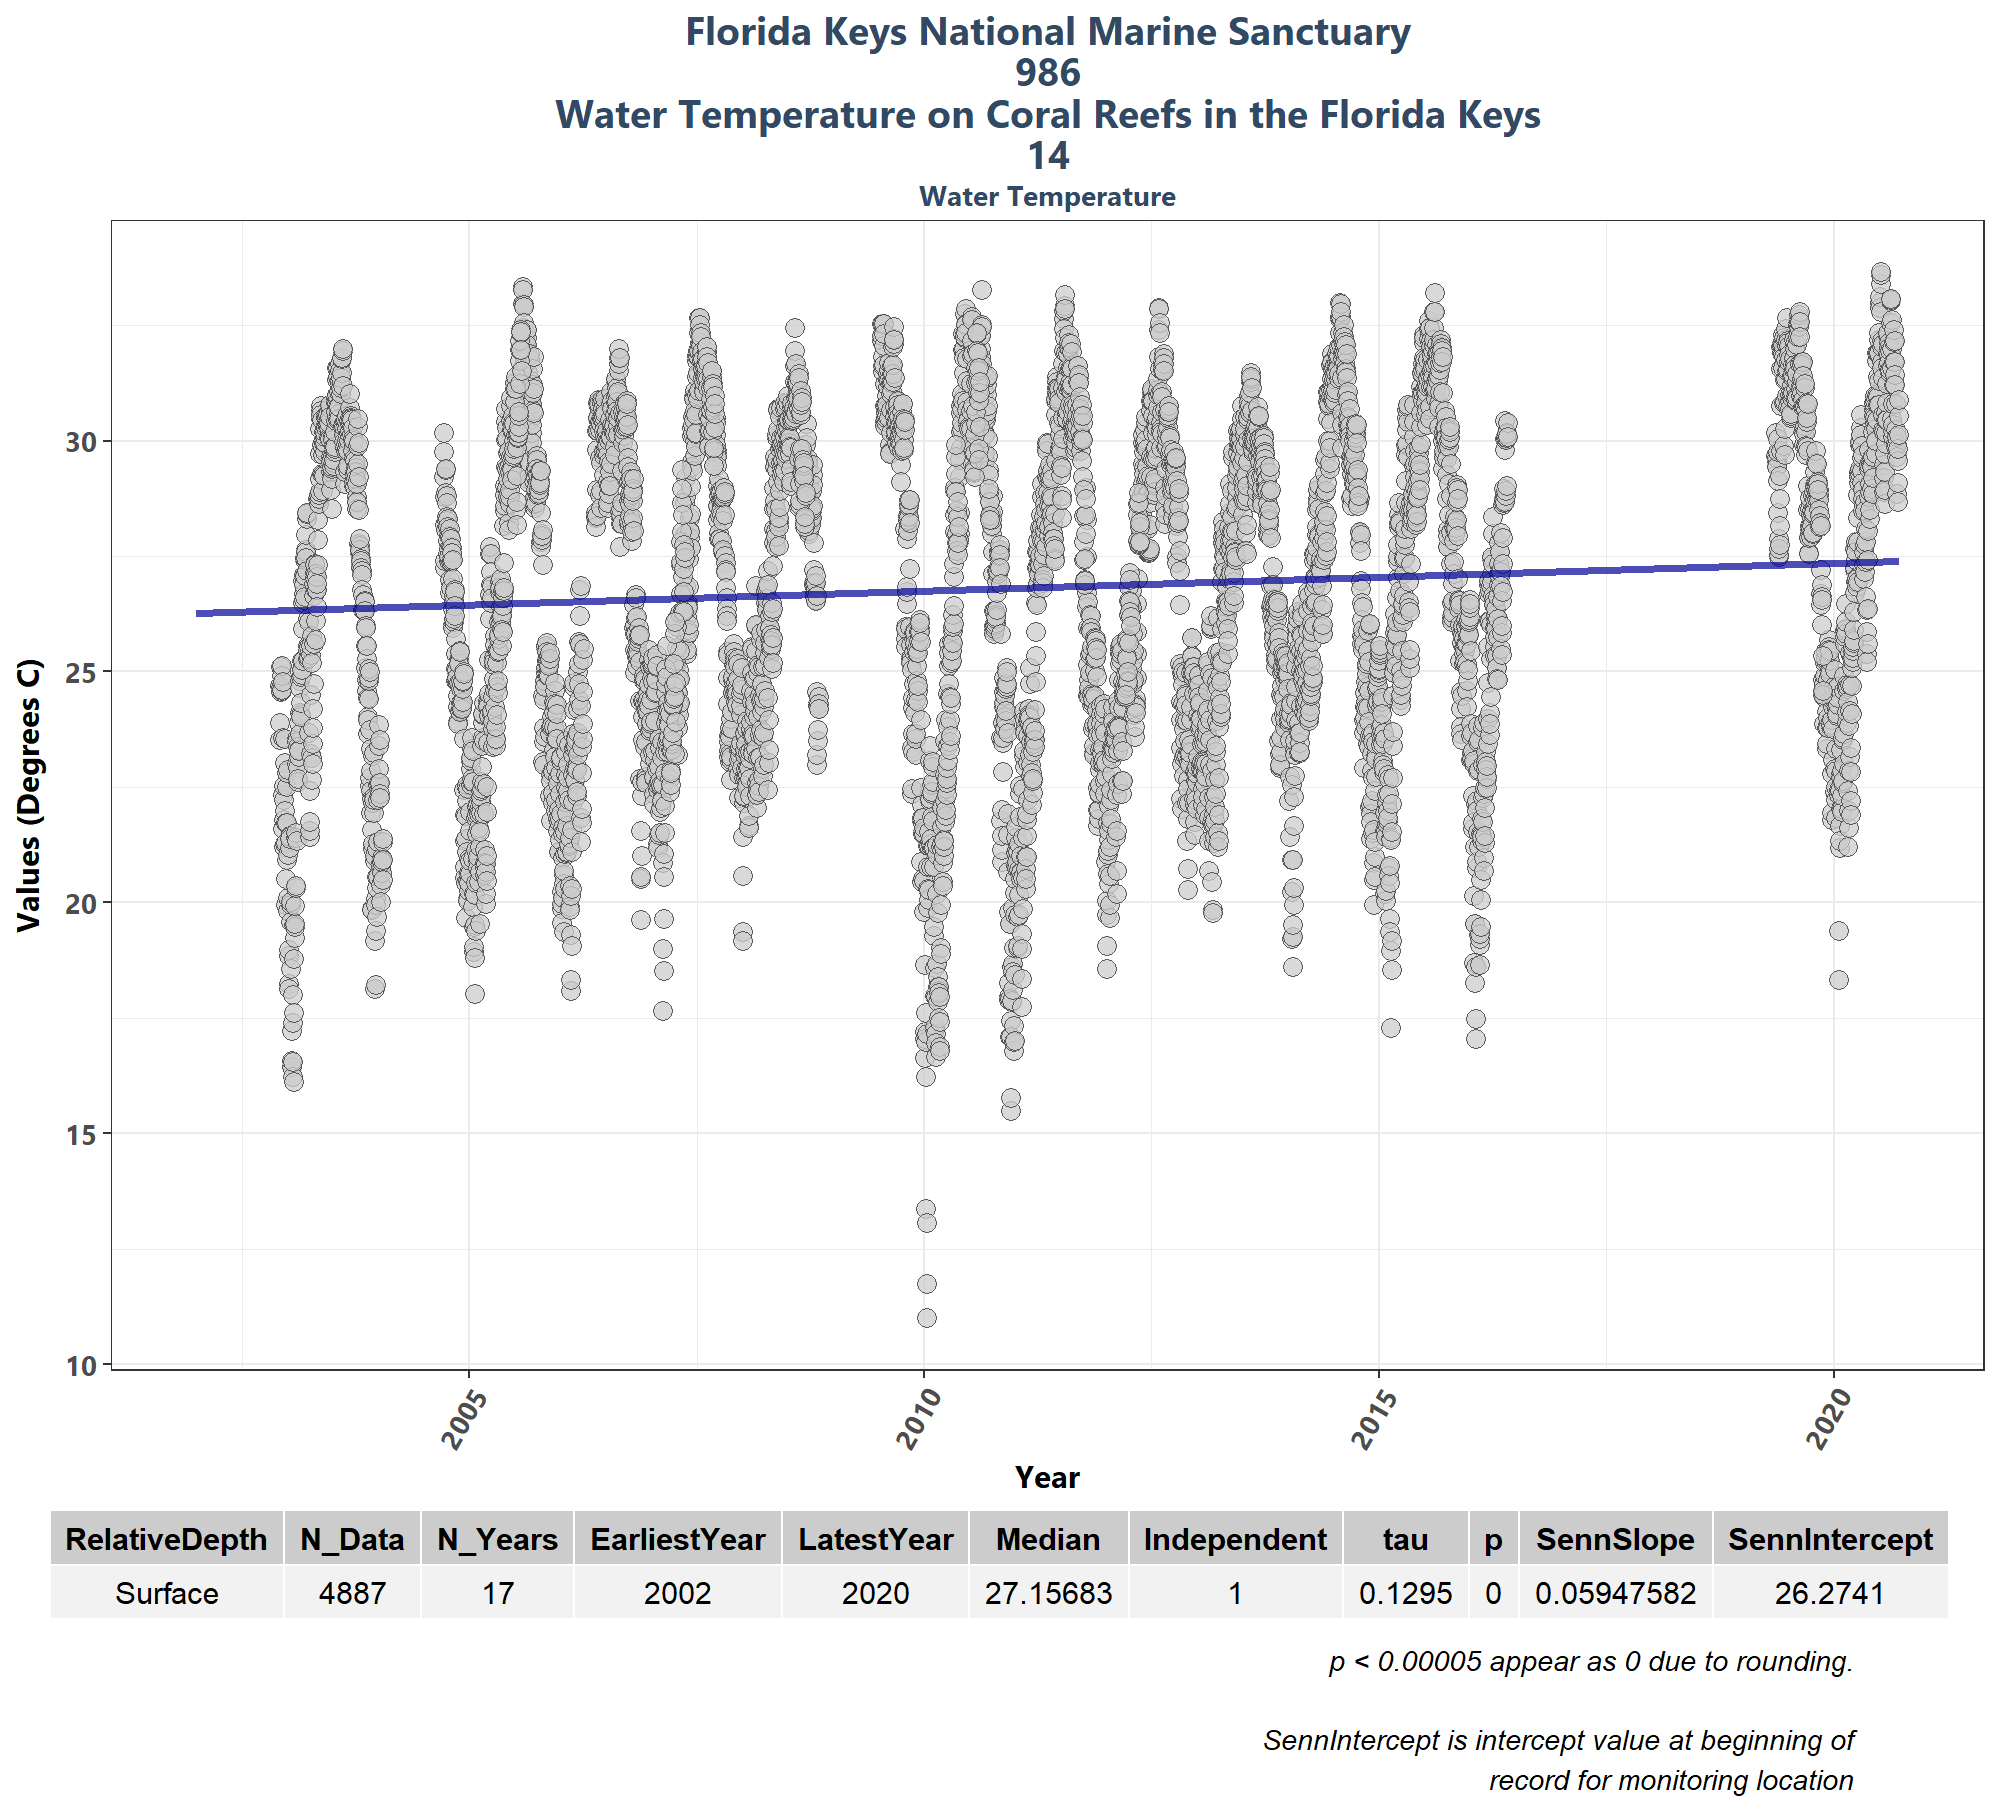 Florida Keys National Marine Sanctuary
986
Water Temperature on Coral Reefs in the Florida Keys
14
Water Temperature
Values (Degrees C)
30
25
20
15
10
2005
2010
2015
2020
Year
RelativeDepth N_Data N_Years EarliestYear LatestYear Median Independent tau p SennSlope SennIntercept
Surface 4887 17 2002 2020 27.15683 1 0.1295 0 0.05947582 26.2741
p < 0.00005 appear as 0 due to rounding.
SennIntercept is intercept value at beginning of
record for monitoring location